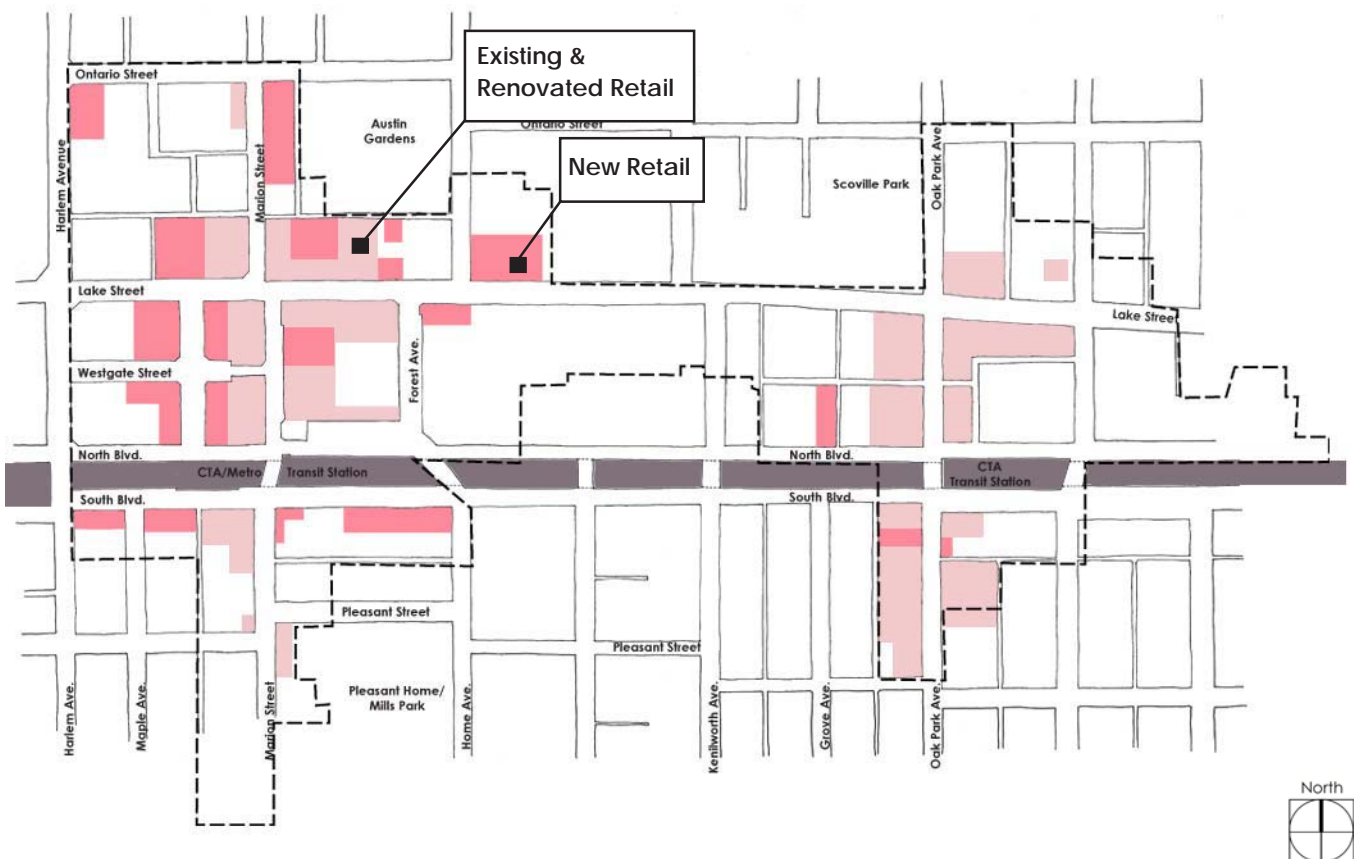 Existing &
Renovated Retail
Ontario Street
Austin
Gardens
Ontario Street
New Retail
Harlem Avenue
Marion Street
Scoville Park
Oak Park Ave.
Lake Street
Lake Street
Westgate Street
Forest Ave.
North Blvd.
North Blvd.
CTA/Metro
Transit Station
CTA
Transit Station
South Blvd.
South Blvd.
Pleasant Street
Pleasant Street
Pleasant Home/
Mills Park
Harlem Ave.
Maple Ave.
Marion Street
Home Ave.
Kenilworth Ave.
Grove Ave.
Oak Park Ave.
North